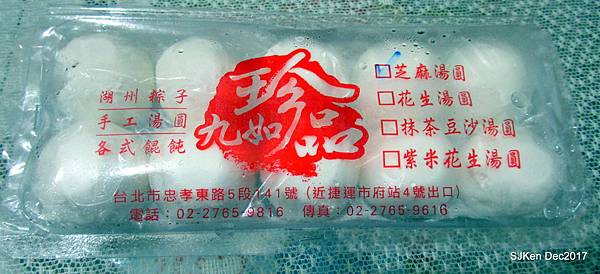 湖州粽子
手工湯圓
各式餛飩
九如
珍品
□芝麻湯圓
□花生湯圓
□抹茶豆沙湯圓
□紫米花生湯圓
台北市忠孝東路5段141號(近捷運市府站4號出口)
電話:02-2765-9816 傳真:02-2765-9616
SJKen Dec2017